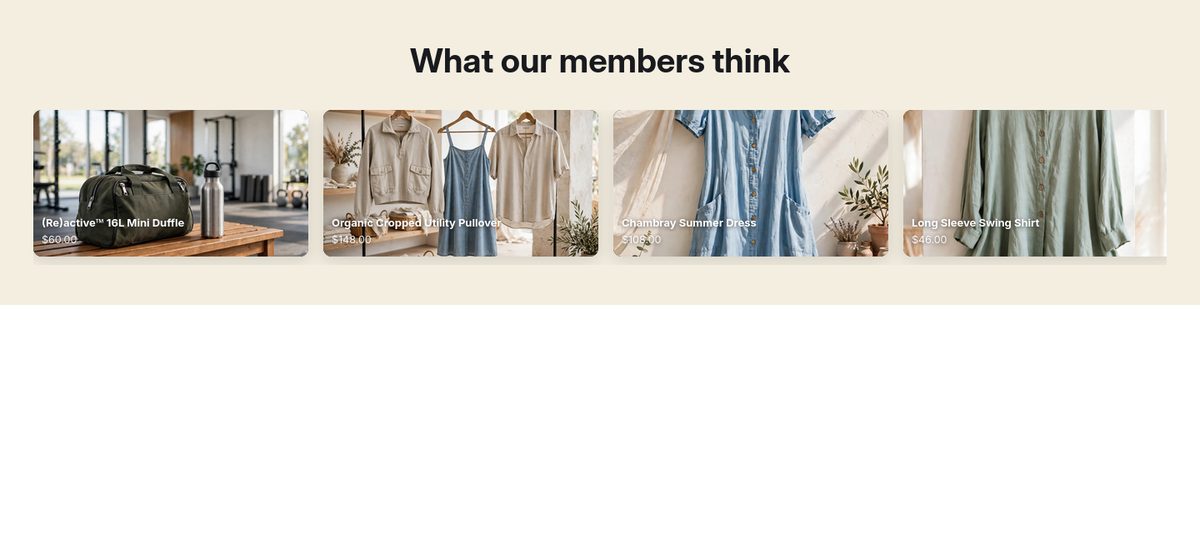 What our members think
(Re)active™ 16L Mini Duffle
$60.00
Organic Cropped Utility Pullover
$148.00
Chambray Summer Dress
$108.00
Long Sleeve Swing Shirt
$46.00